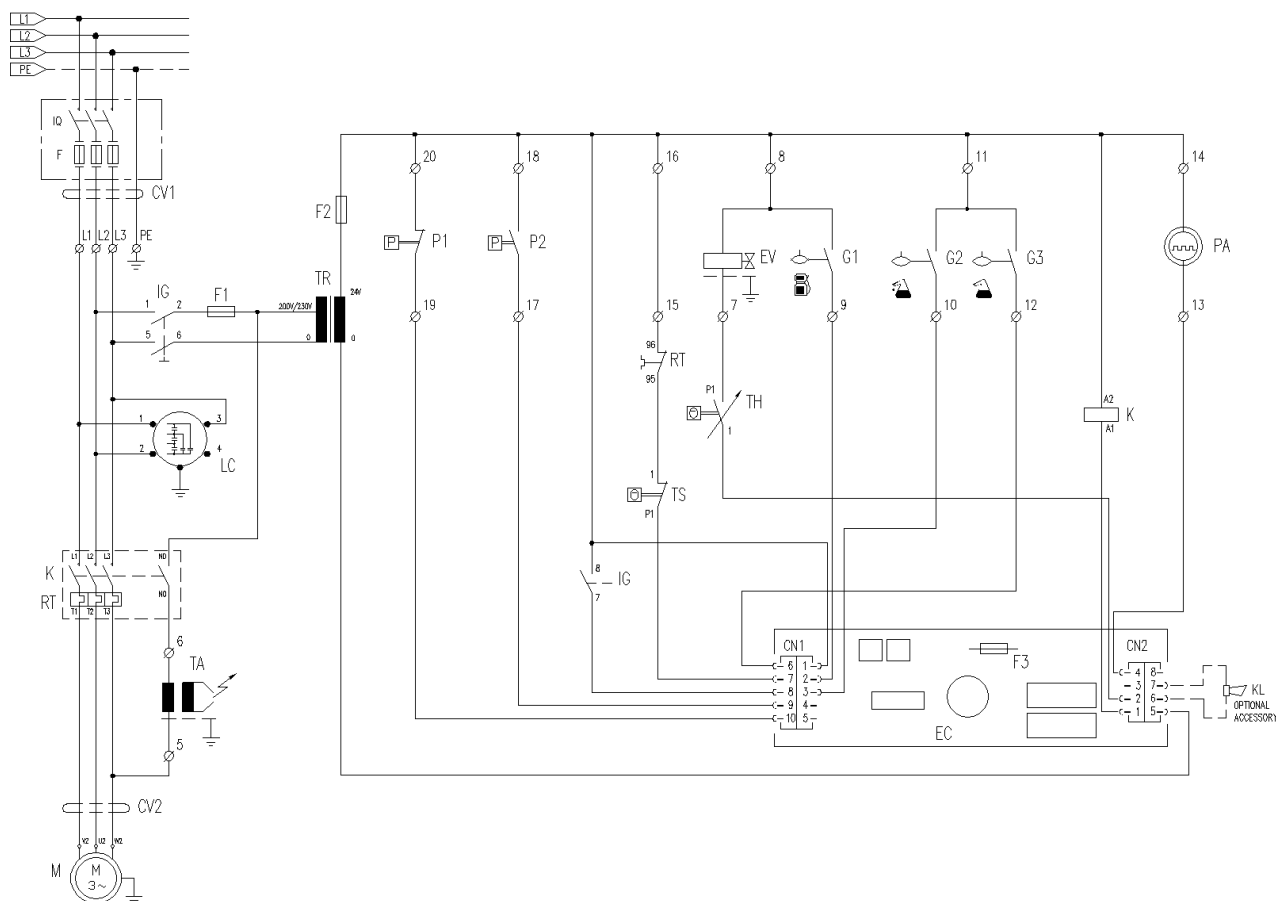 L1
L2
L3
PE
IQ
F
CV1
L1 L2 L3 PE
IG
1 2
5 6
F1
200V/230V
0
TR
24V
0
F2
1 3
2 4
LC
L1 L2 L3 NO
K
RT
T1 T2 T3 NO
6
TA
5
CV2
V2 U2 W2
M
M
3~
20
P P1
19
18
P P2
17
8
IG
7
16
15
96
RT
95
1
TS
P1
8
EV
7
P1
TH
1
G1
9
11
G2
10
G3
12
A2
K
A1
14
PA
13
CN1
6 1
7 2
8 3
9 4
10 5
F3
EC
CN2
4 8
3 7
2 6
1 5
KL
OPTIONAL
ACCESSORY